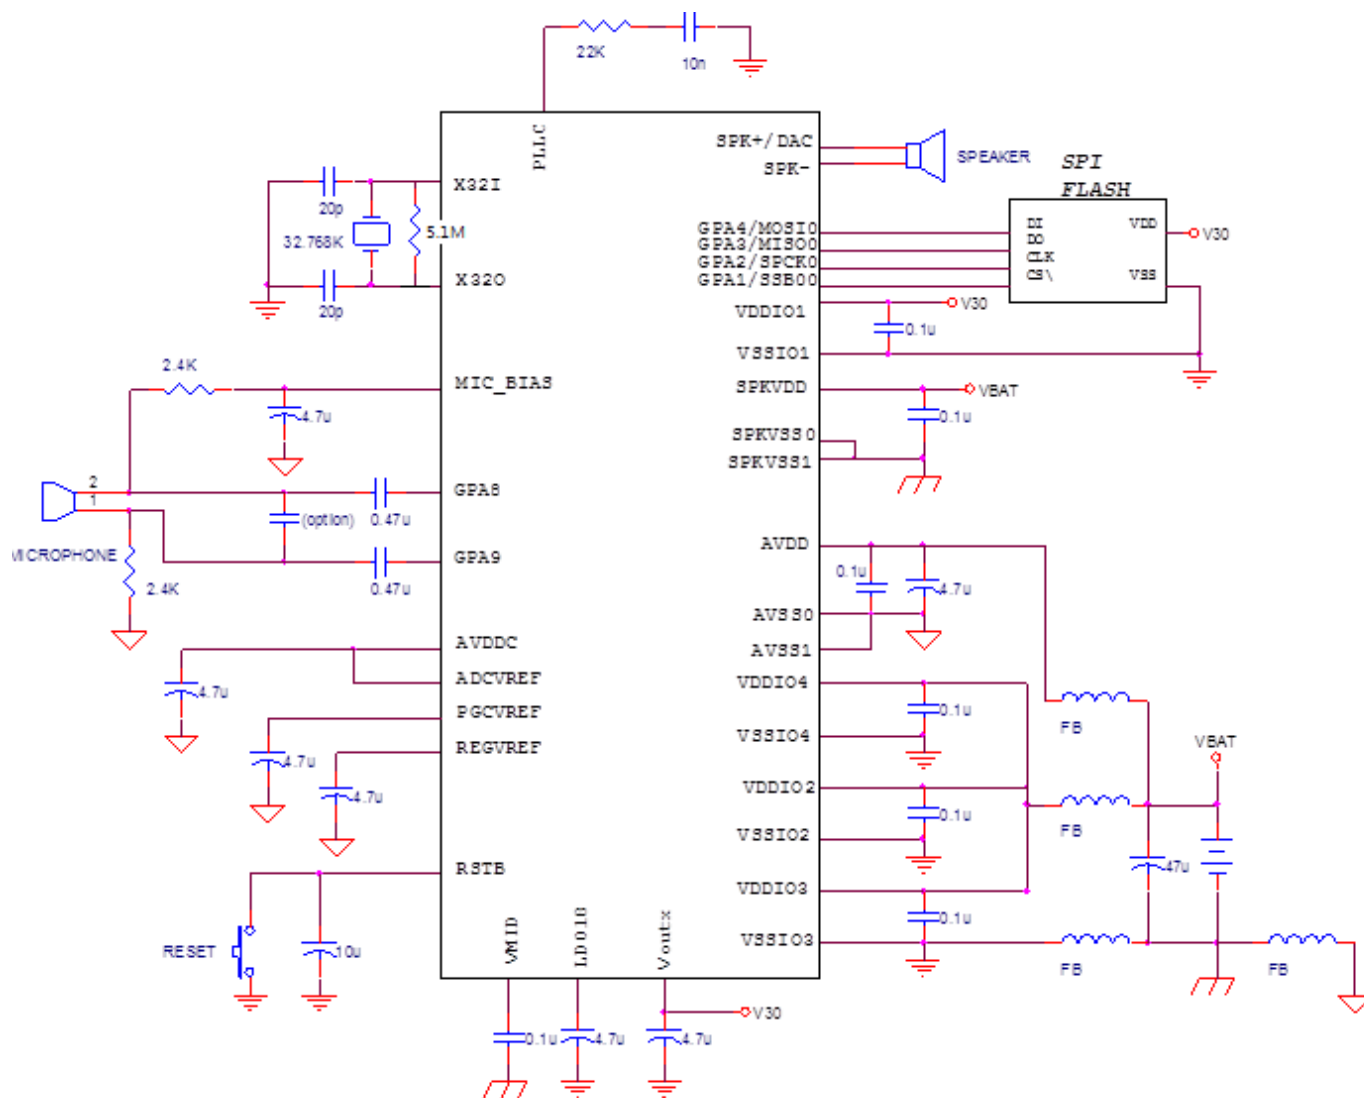 22K
10n
PLLC
SPK+/DAC
SPK-
SPEAKER
SPI
FLASH
X32I
20p
32.768K
5.1M
X32O
20p
GPA4/MOSI0
GPA3/MISO0
GPA2/SPCK0
GPA1/SSB00
DI
DO
CLK
CS\
VDD
VSS
V30
VDDIO1
V30
0.1u
VSSIO1
2.4K
MIC_BIAS
4.7u
SPKVDD
VBAT
0.1u
SPKVSS0
SPKVSS1
2
1
GPA8
(option)
0.47u
MICROPHONE
GPA9
2.4K
0.47u
AVDD
0.1u
4.7u
AVSS0
AVSS1
AVDDC
ADCVREF
4.7u
PGCVREF
REGVREF
4.7u
4.7u
VDDIO4
0.1u
VSSIO4
FB
VBAT
VDDIO2
0.1u
VSSIO2
FB
47u
VDDIO3
0.1u
VSSIO3
FB
FB
RSTB
RESET
10u
VMID
LDO18
Voutx
V30
0.1u
4.7u
4.7u